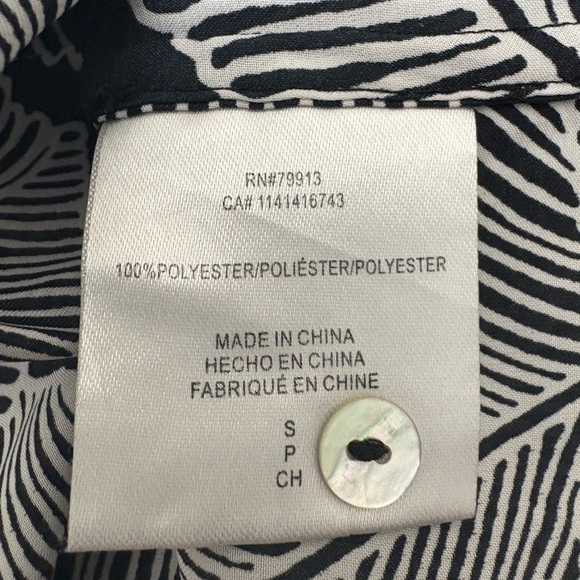 RN#79913
CA# 1141416743
100%POLYESTER/POLIÉSTER/POLYESTER
MADE IN CHINA
HECHO EN CHINA
FABRIQUÉ EN CHINE
S
P
CH